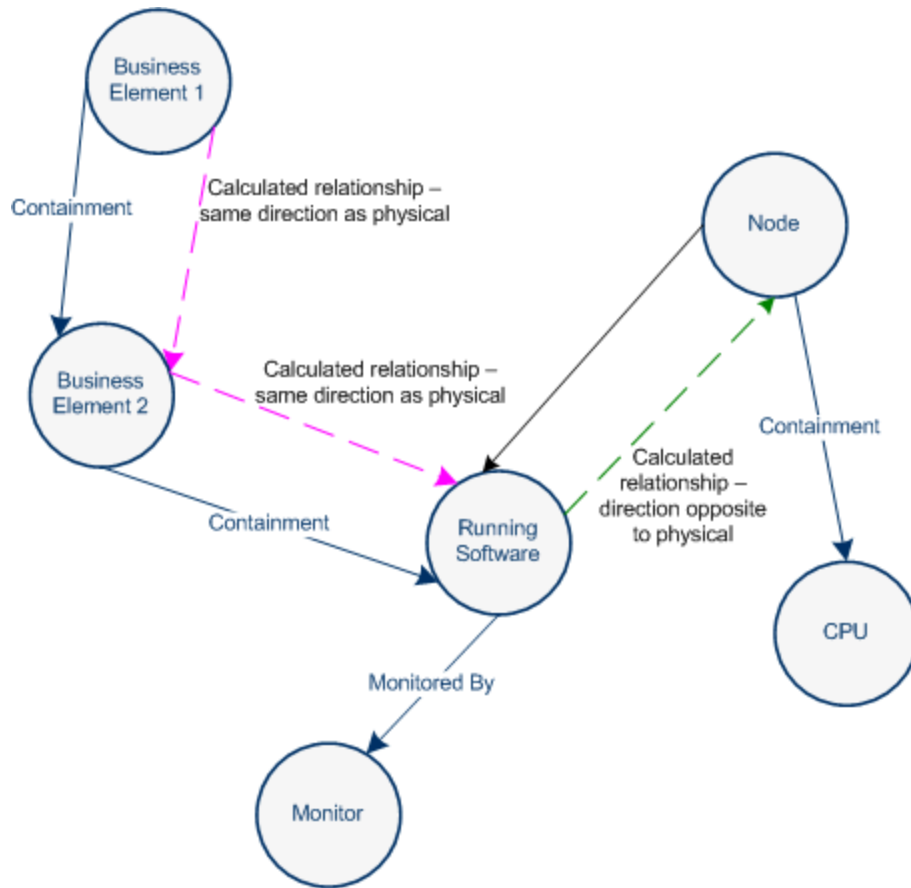 Business
Element 1
Calculated relationship –
same direction as physical
Containment
Node
Business
Element 2
Calculated relationship –
same direction as physical
Containment
Calculated
relationship –
direction opposite
to physical
Containment
Running
Software
CPU
Monitored By
Monitor